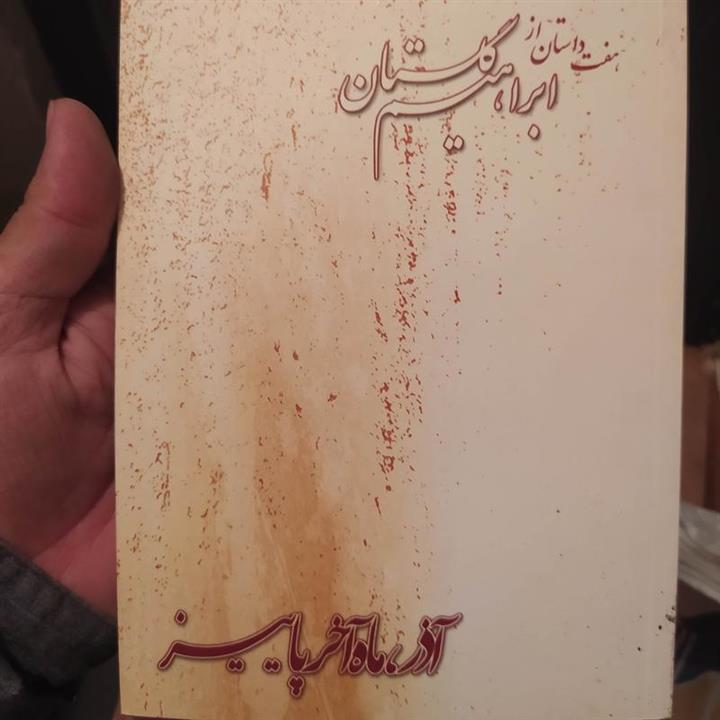 هفت داستان از
ابراهیم گلستان
آذر، ماه آخر پاییز